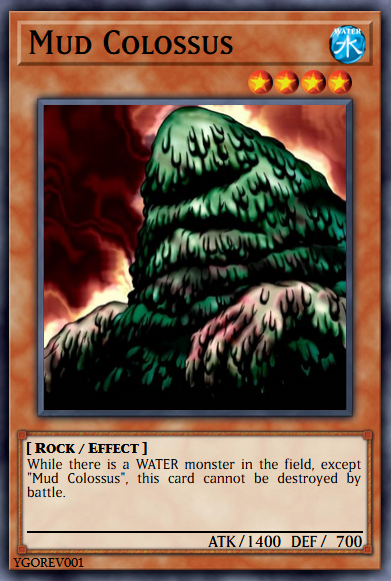 Mud Colossus
WATER
水
[ Rock / Effect ]
While there is a WATER monster in the field, except
"Mud Colossus", this card cannot be destroyed by
battle.
ATK/1400 DEF/ 700
YGOREV001